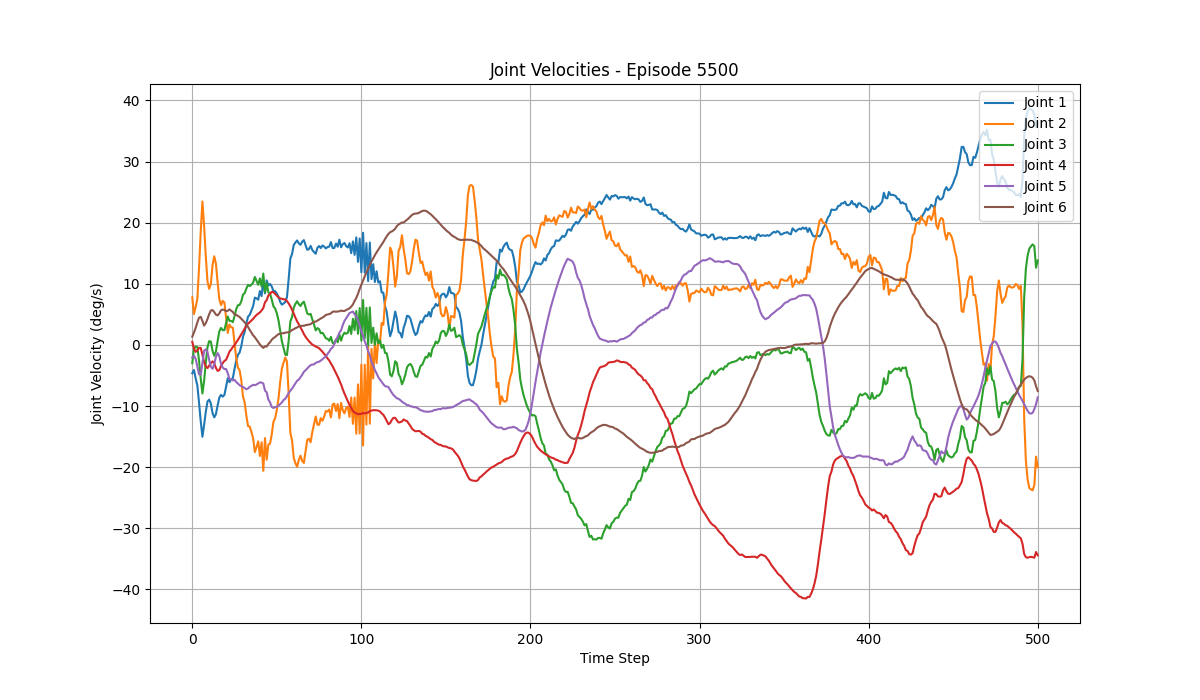 Joint Velocities - Episode 5500
Joint Velocity (deg/s)
40
30
20
10
0
−10
−20
−30
−40
0
100
200
300
400
500
Time Step
Joint 1
Joint 2
Joint 3
Joint 4
Joint 5
Joint 6